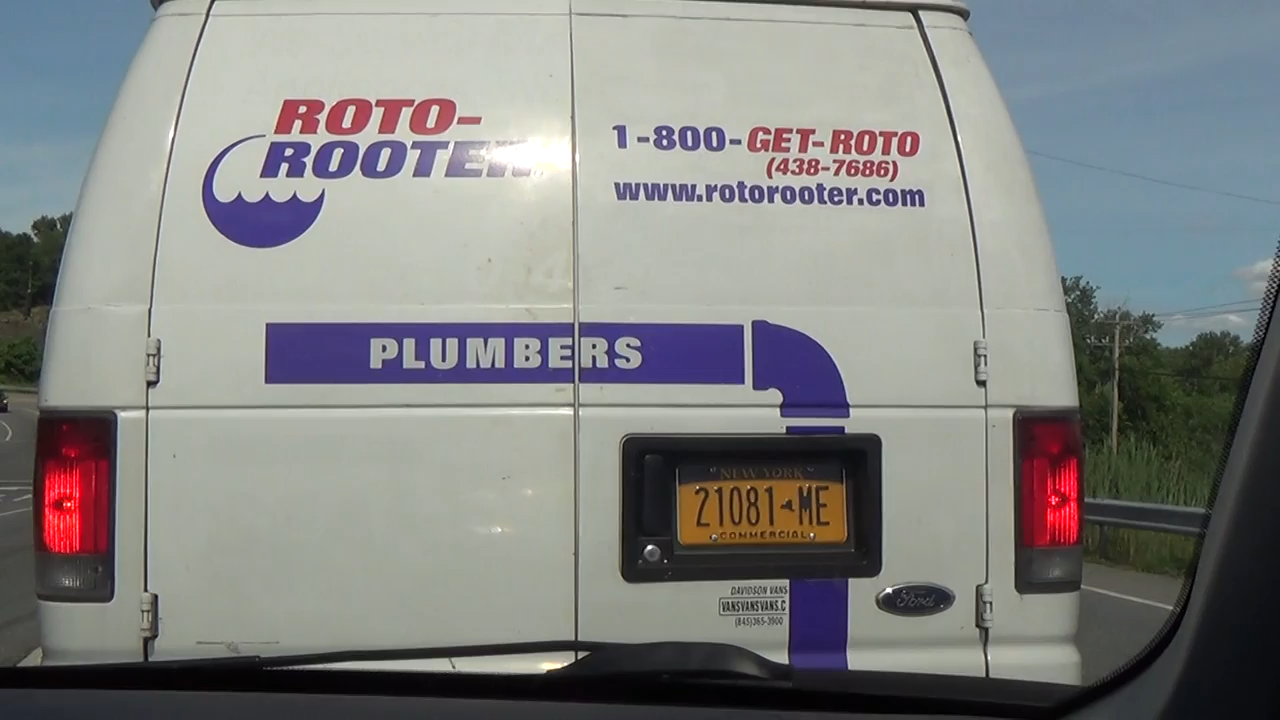 ROTO-
ROOTER
1-800-GET-ROTO
(438-7686)
www.rotorooter.com
PLUMBERS
NEW YORK
21081-ME
COMMERCIAL
DAVIDSON VANS
VANSVANSVANS.C
(845)365-3900
Ford